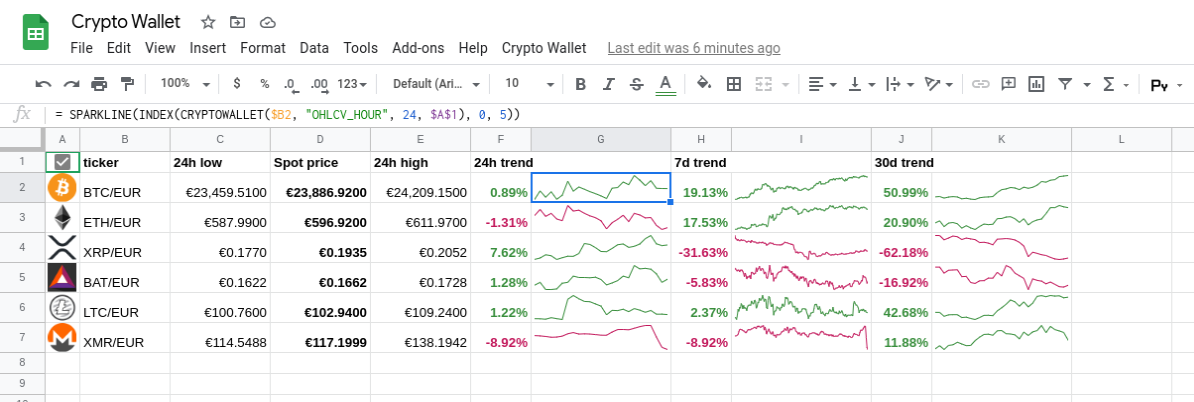 Crypto Wallet
File Edit View Insert Format Data Tools Add-ons Help Crypto Wallet Last edit was 6 minutes ago
100% $ % .0 .00 123 Default (Ari... 10 B I S A Σ Py
fx = SPARKLINE(INDEX(CRYPTOWALLET($B2, "OHLCV_HOUR", 24, $A$1), 0, 5))
A B C D E F G H I J K L
1 ticker 24h low Spot price 24h high 24h trend 7d trend 30d trend
2 BTC/EUR €23,459.5100 €23,886.9200 €24,209.1500 0.89% 19.13% 50.99%
3 ETH/EUR €587.9900 €596.9200 €611.9700 -1.31% 17.53% 20.90%
4 XRP/EUR €0.1770 €0.1935 €0.2052 7.62% -31.63% -62.18%
5 BAT/EUR €0.1622 €0.1662 €0.1728 1.28% -5.83% -16.92%
6 LTC/EUR €100.7600 €102.9400 €109.2400 1.22% 2.37% 42.68%
7 XMR/EUR €114.5488 €117.1999 €138.1942 -8.92% -8.92% 11.88%
8
9